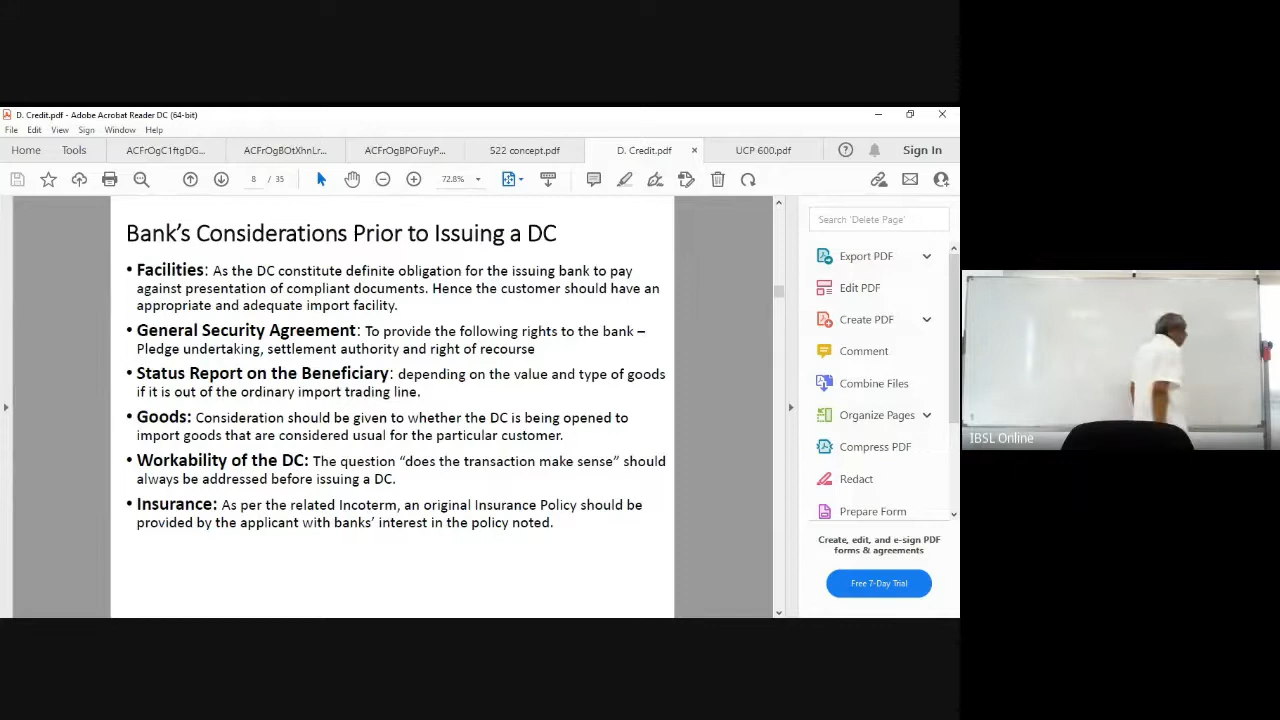 D. Credit.pdf - Adobe Acrobat Reader DC (64-bit)
File Edit View Sign Window Help
Home Tools ACFrOgC1ftgDG... ACFrOgBOtXhnLr... ACFrOgBPOFuyP... 522 concept.pdf D. Credit.pdf × UCP 600.pdf Sign In
8 / 35 72.8%
Bank's Considerations Prior to Issuing a DC
• Facilities: As the DC constitute definite obligation for the issuing bank to pay
against presentation of compliant documents. Hence the customer should have an
appropriate and adequate import facility.
• General Security Agreement: To provide the following rights to the bank –
Pledge undertaking, settlement authority and right of recourse
• Status Report on the Beneficiary: depending on the value and type of goods
if it is out of the ordinary import trading line.
• Goods: Consideration should be given to whether the DC is being opened to
import goods that are considered usual for the particular customer.
• Workability of the DC: The question “does the transaction make sense” should
always be addressed before issuing a DC.
• Insurance: As per the related Incoterm, an original Insurance Policy should be
provided by the applicant with banks’ interest in the policy noted.
Search 'Delete Page'
Export PDF
Edit PDF
Create PDF
Comment
Combine Files
Organize Pages
Compress PDF
Redact
Prepare Form
Create, edit, and e-sign PDF
forms & agreements
Free 7-Day Trial
IBSL Online